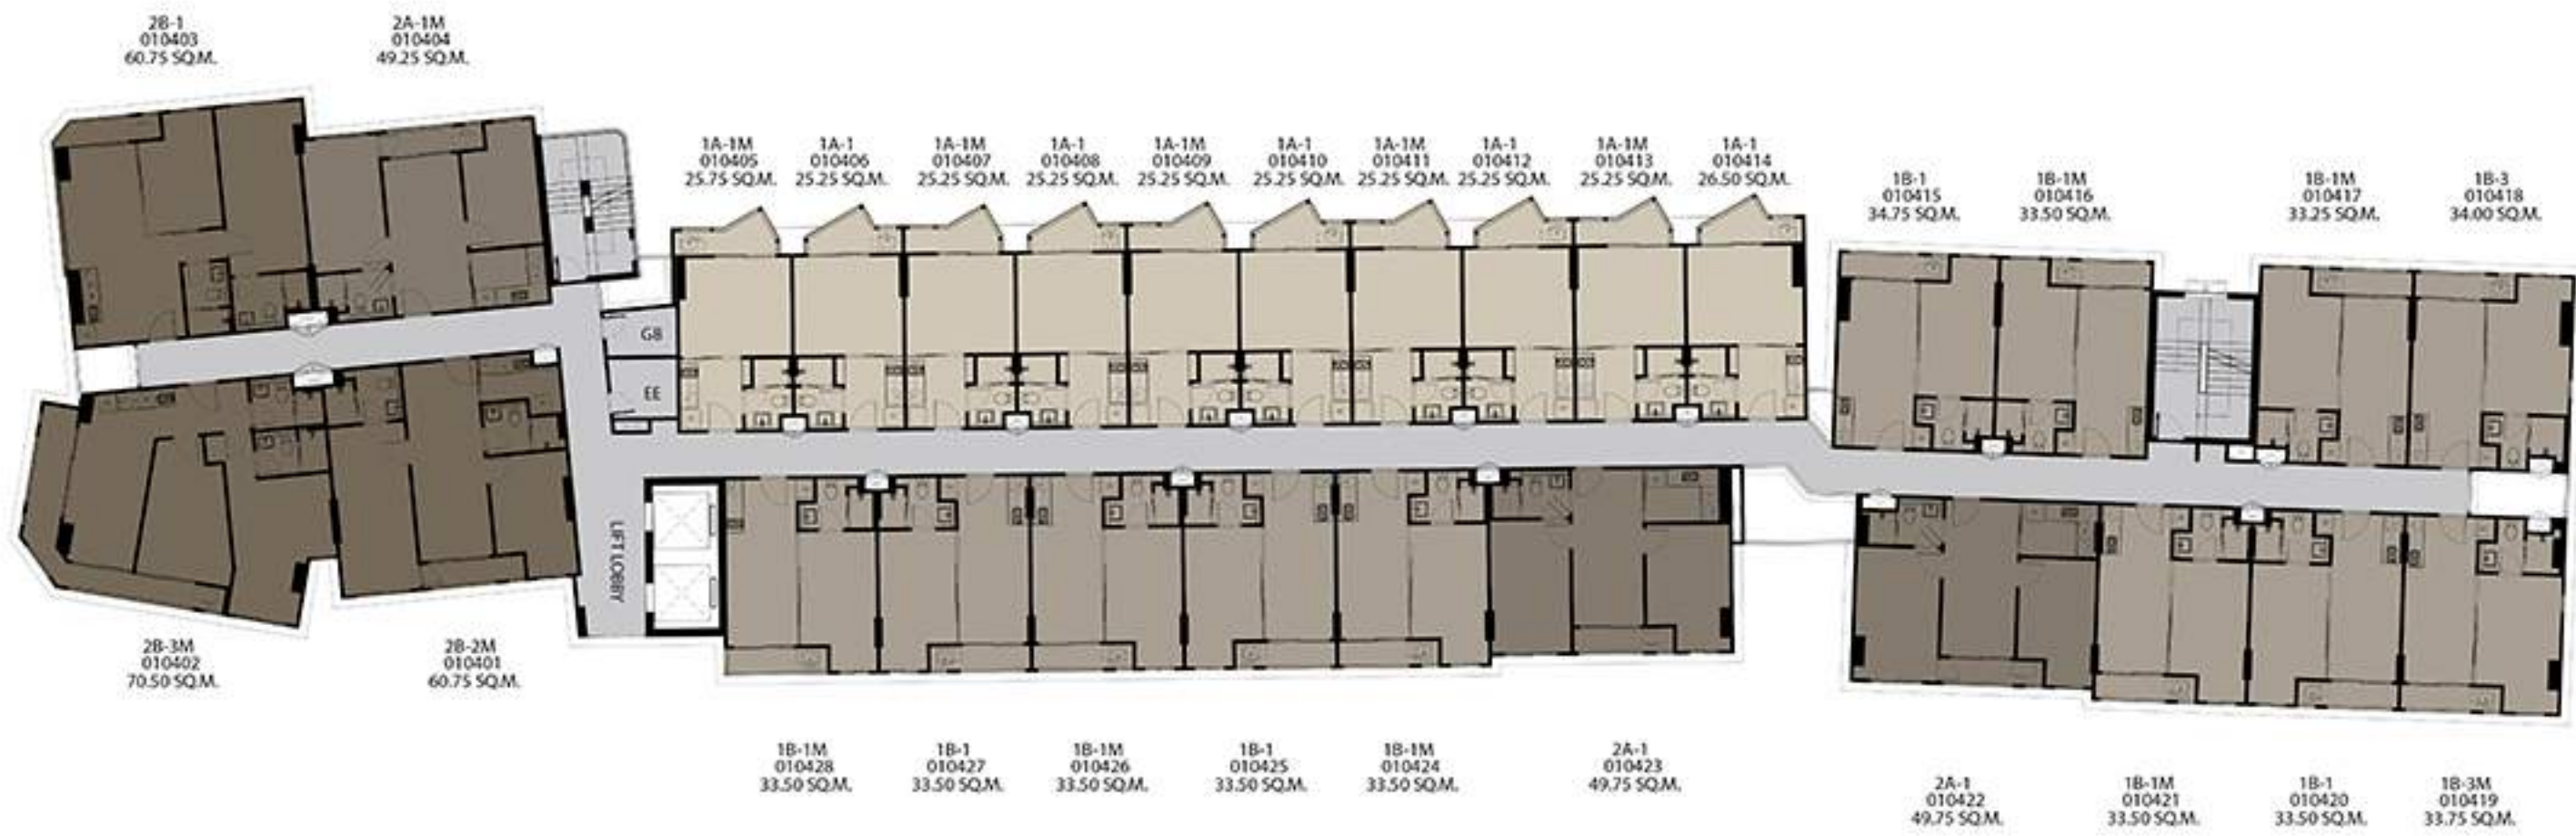 2B-1
010403
60.75 SQ.M.
2A-1M
010404
49.25 SQ.M.
1A-1M
010405
25.75 SQ.M.
1A-1
010406
25.25 SQ.M.
1A-1M
010407
25.25 SQ.M.
1A-1
010408
25.25 SQ.M.
1A-1M
010409
25.25 SQ.M.
1A-1
010410
25.25 SQ.M.
1A-1M
010411
25.25 SQ.M.
1A-1
010412
25.25 SQ.M.
1A-1M
010413
25.25 SQ.M.
1A-1
010414
26.50 SQ.M.
1B-1
010415
34.75 SQ.M.
1B-1M
010416
33.50 SQ.M.
1B-1M
010417
33.25 SQ.M.
1B-3
010418
34.00 SQ.M.
GB
EE
LIFT LOBBY
2B-3M
010402
70.50 SQ.M.
2B-2M
010401
60.75 SQ.M.
1B-1M
010428
33.50 SQ.M.
1B-1
010427
33.50 SQ.M.
1B-1M
010426
33.50 SQ.M.
1B-1
010425
33.50 SQ.M.
1B-1M
010424
33.50 SQ.M.
2A-1
010423
49.75 SQ.M.
2A-1
010422
49.75 SQ.M.
1B-1M
010421
33.50 SQ.M.
1B-1
010420
33.50 SQ.M.
1B-3M
010419
33.75 SQ.M.